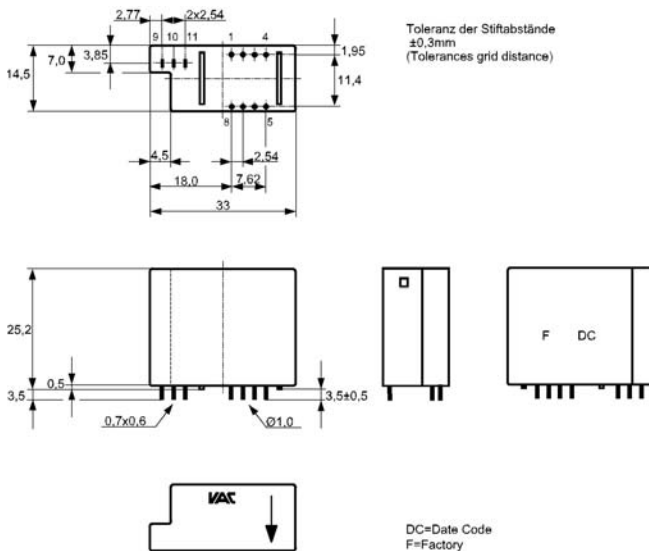 2,77
2x2,54
9 10 11
1 4
3,85
7,0
14,5
1,95
11,4
8 5
4,5
2,54
18,0
7,62
33
Toleranz der Stiftabstände
±0,3mm
(Tolerances grid distance)
25,2
0,5
3,5
0,7x0,6
Ø1,0
3,5±0,5
F DC
VAC
DC=Date Code
F=Factory